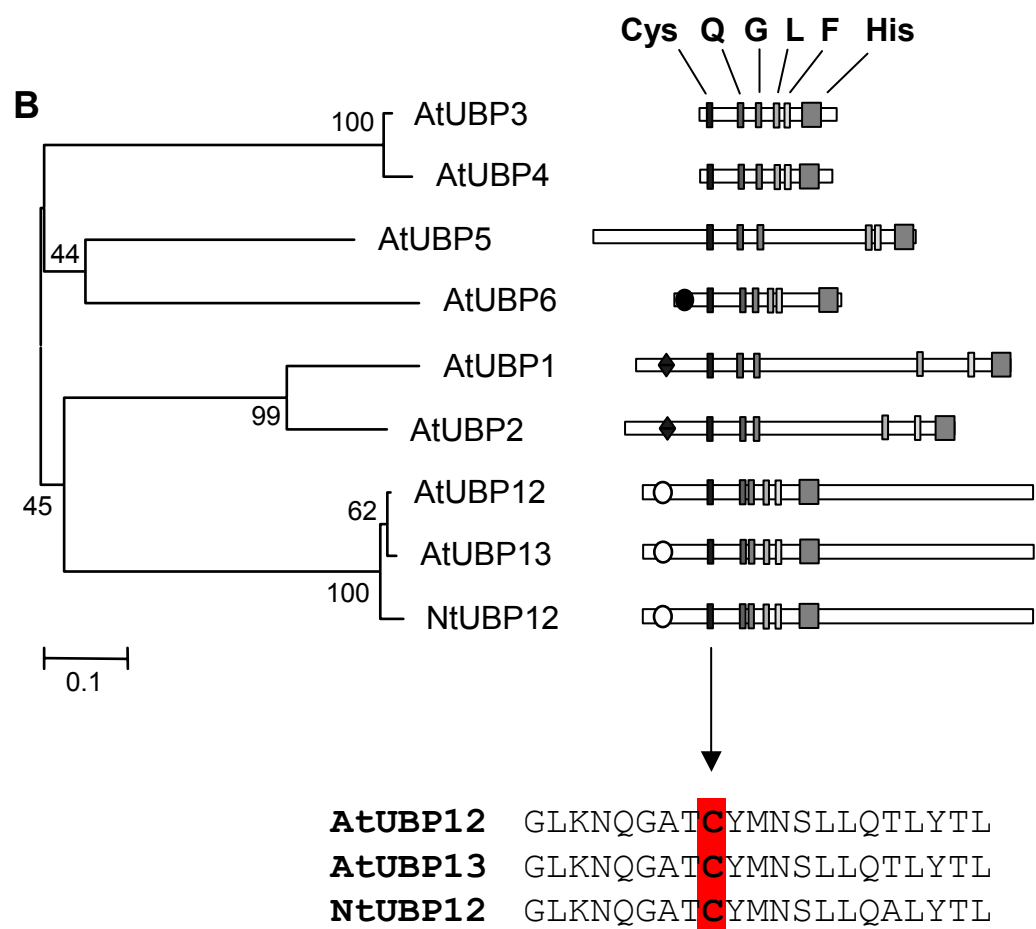 Cys Q G L F His
B
100 AtUBP3
AtUBP4
AtUBP5
44
AtUBP6
AtUBP1
99
AtUBP2
AtUBP12
45 62
AtUBP13
100
NtUBP12
0.1
AtUBP12 GLKNQGATCYMNSLLQTLYTL
AtUBP13 GLKNQGATCYMNSLLQTLYTL
NtUBP12 GLKNQGATCYMNSLLQALYTL